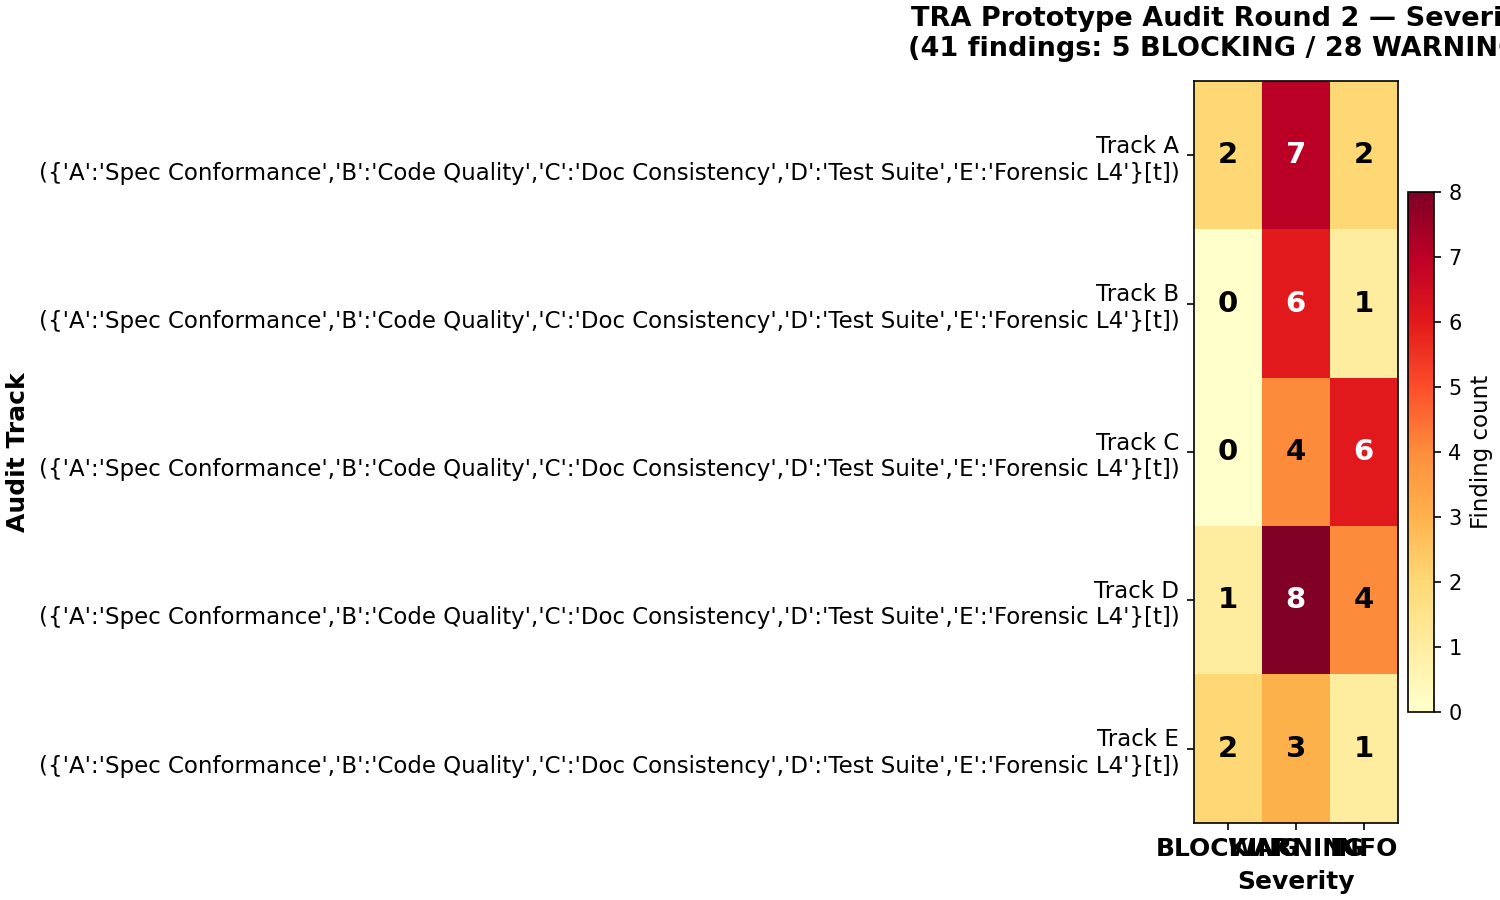 TRA Prototype Audit Round 2 — Severi
(41 findings: 5 BLOCKING / 28 WARNIN
Audit Track
Track A
({'A':'Spec Conformance','B':'Code Quality','C':'Doc Consistency','D':'Test Suite','E':'Forensic L4'}[t])
2 7 2
Track B
({'A':'Spec Conformance','B':'Code Quality','C':'Doc Consistency','D':'Test Suite','E':'Forensic L4'}[t])
0 6 1
Track C
({'A':'Spec Conformance','B':'Code Quality','C':'Doc Consistency','D':'Test Suite','E':'Forensic L4'}[t])
0 4 6
Track D
({'A':'Spec Conformance','B':'Code Quality','C':'Doc Consistency','D':'Test Suite','E':'Forensic L4'}[t])
1 8 4
Track E
({'A':'Spec Conformance','B':'Code Quality','C':'Doc Consistency','D':'Test Suite','E':'Forensic L4'}[t])
2 3 1
BLOCKING WARNING INFO
Severity
8
7
6
5
4
3
2
1
0
Finding count